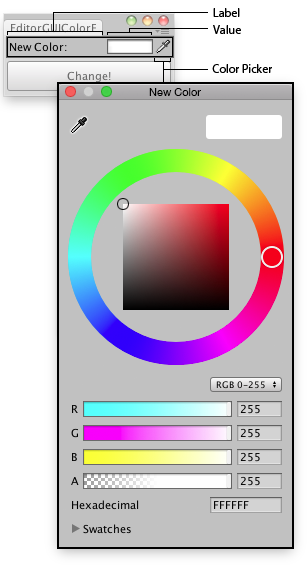 Label
EditorGUIColorF
Value
New Color:
Color Picker
Change!
New Color
RGB 0-255
R 255
G 255
B 255
A 255
Hexadecimal FFFFFF
Swatches